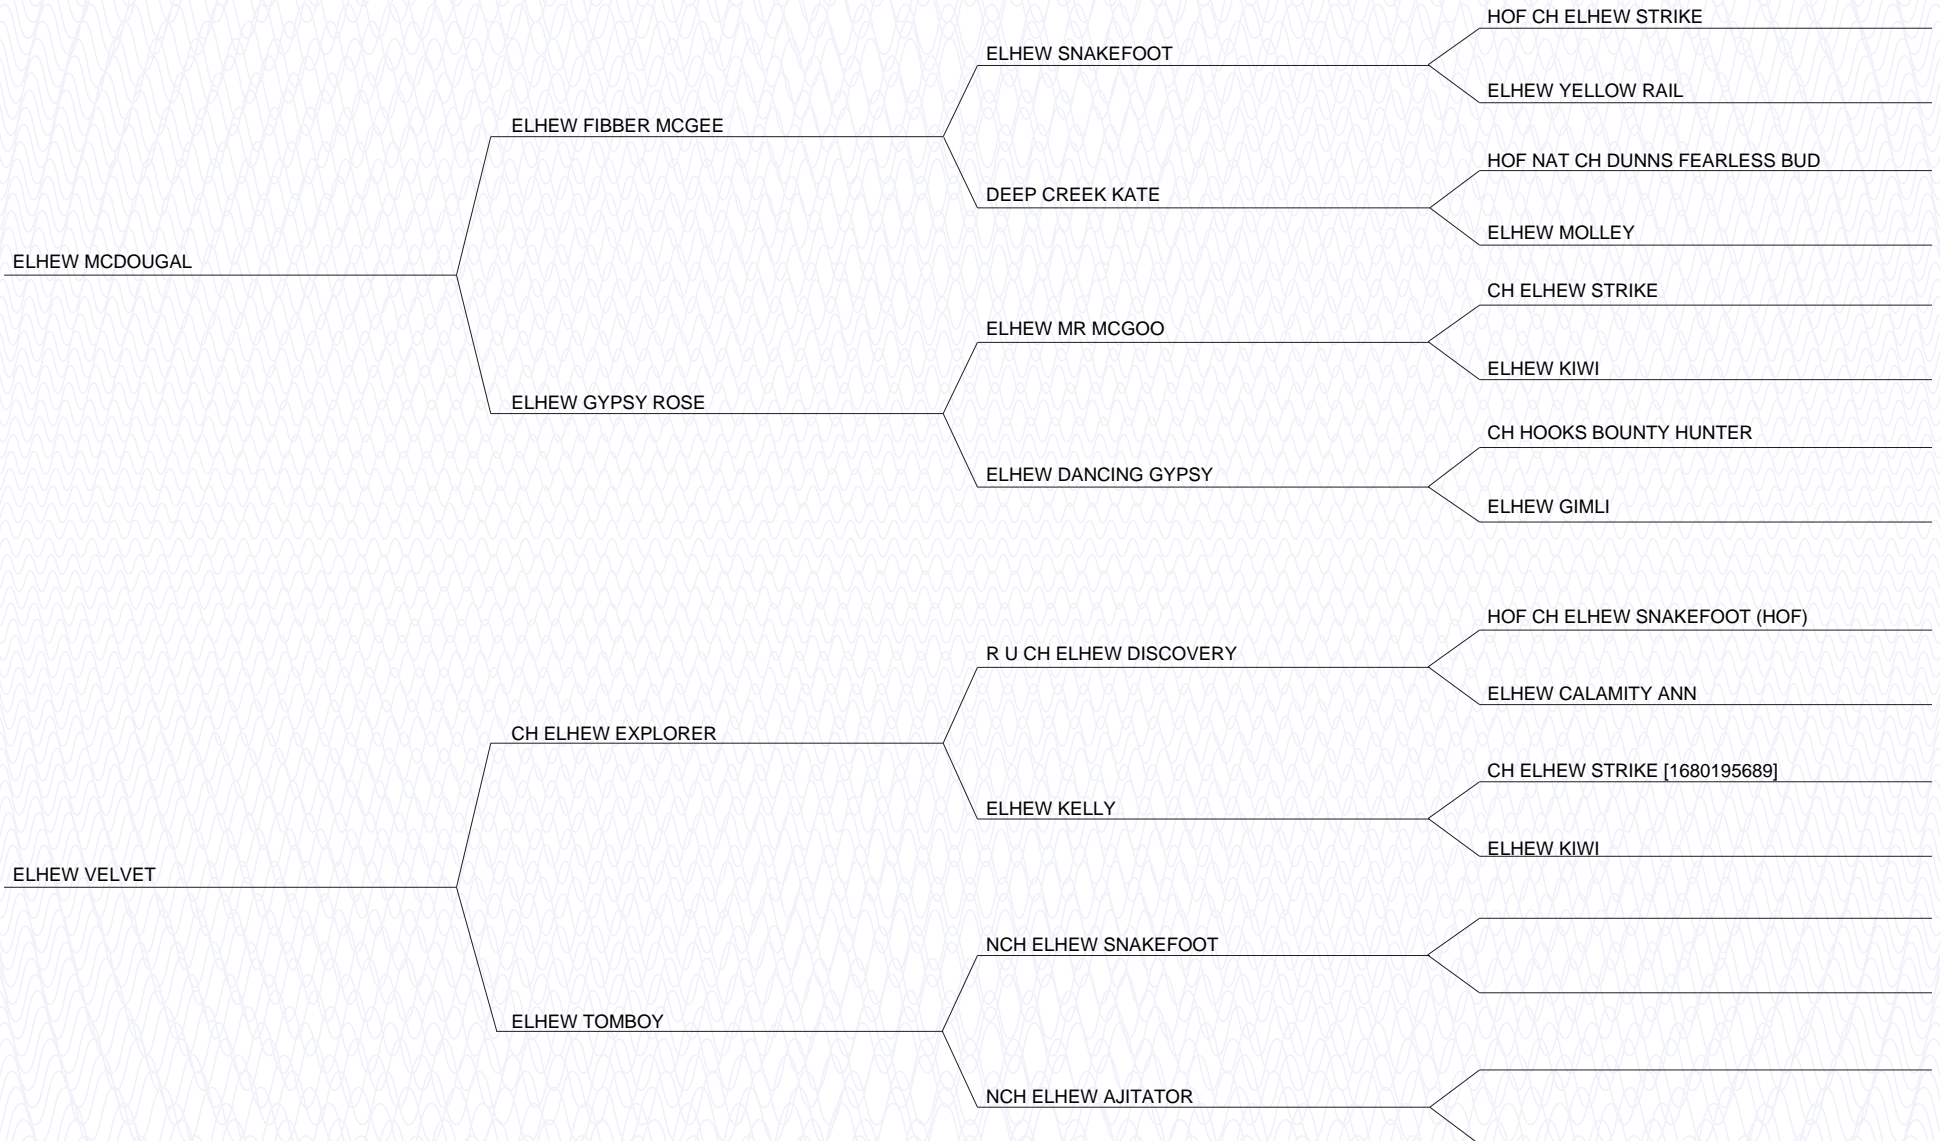 HOF CH ELHEW STRIKE
ELHEW SNAKEFOOT
ELHEW YELLOW RAIL
ELHEW FIBBER MCGEE
HOF NAT CH DUNNS FEARLESS BUD
DEEP CREEK KATE
ELHEW MOLLEY
ELHEW MCDOUGAL
CH ELHEW STRIKE
ELHEW MR MCGOO
ELHEW KIWI
ELHEW GYPSY ROSE
CH HOOKS BOUNTY HUNTER
ELHEW DANCING GYPSY
ELHEW GIMLI
HOF CH ELHEW SNAKEFOOT (HOF)
R U CH ELHEW DISCOVERY
ELHEW CALAMITY ANN
CH ELHEW EXPLORER
CH ELHEW STRIKE [1680195689]
ELHEW KELLY
ELHEW KIWI
ELHEW VELVET
NCH ELHEW SNAKEFOOT
ELHEW TOMBOY
NCH ELHEW AJITATOR